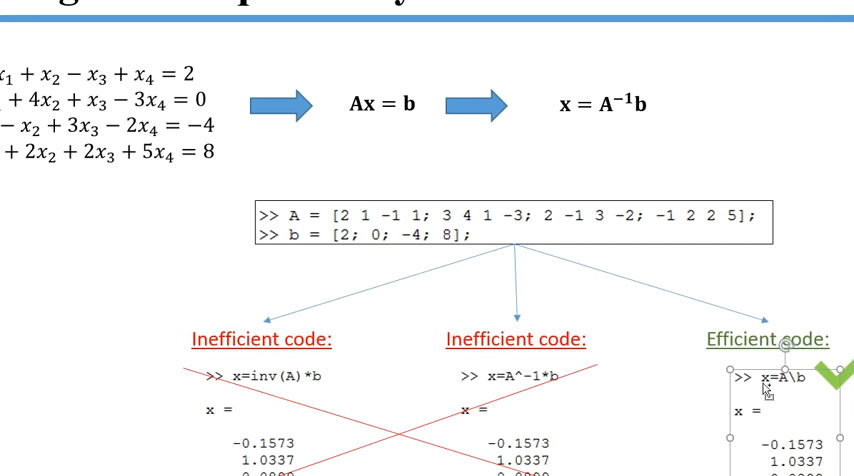 x₁ + x₂ − x₃ + x₄ = 2
+ 4x₂ + x₃ − 3x₄ = 0
− x₂ + 3x₃ − 2x₄ = −4
+ 2x₂ + 2x₃ + 5x₄ = 8
Ax = b
x = A⁻¹b
>> A = [2 1 -1 1; 3 4 1 -3; 2 -1 3 -2; -1 2 2 5];
>> b = [2; 0; -4; 8];
Inefficient code:
>> x=inv(A)*b
x =
-0.1573
1.0337
Inefficient code:
>> x=A^-1*b
x =
-0.1573
1.0337
Efficient code:
>> x=A\b
x =
-0.1573
1.0337